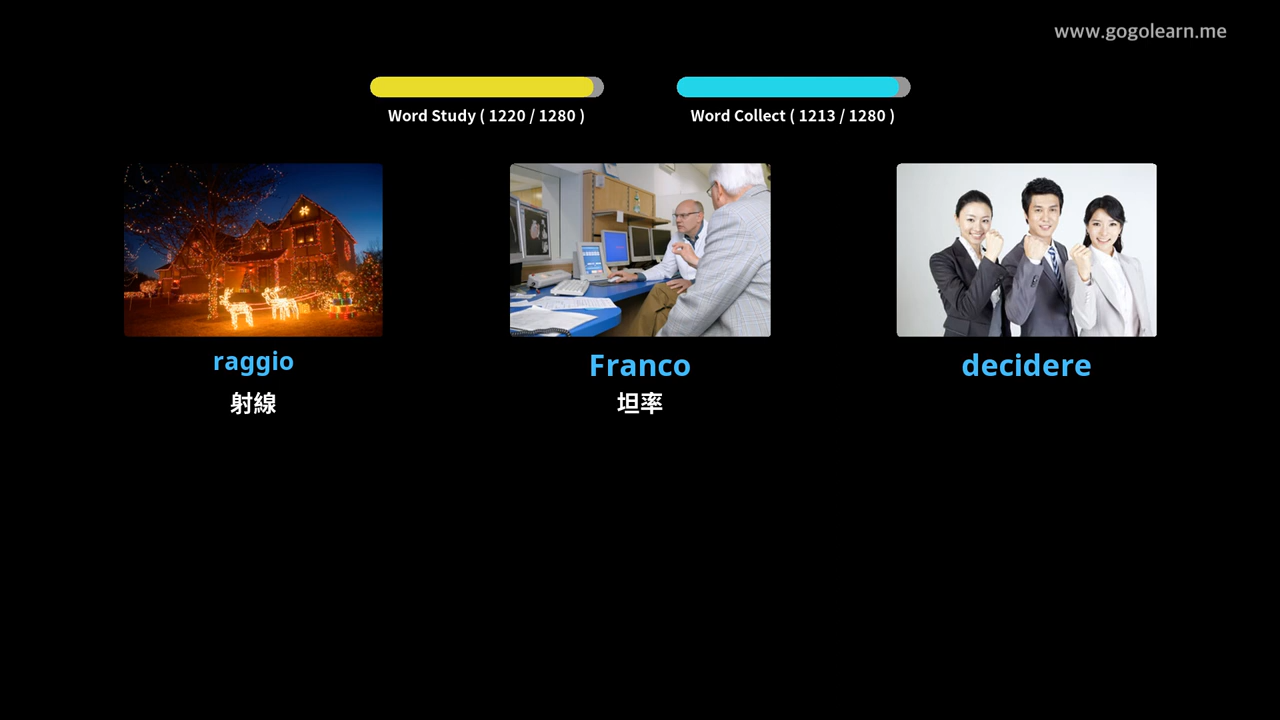 www.gogolearn.me
Word Study ( 1220 / 1280 )
Word Collect ( 1213 / 1280 )
raggio
射線
Franco
坦率
decidere